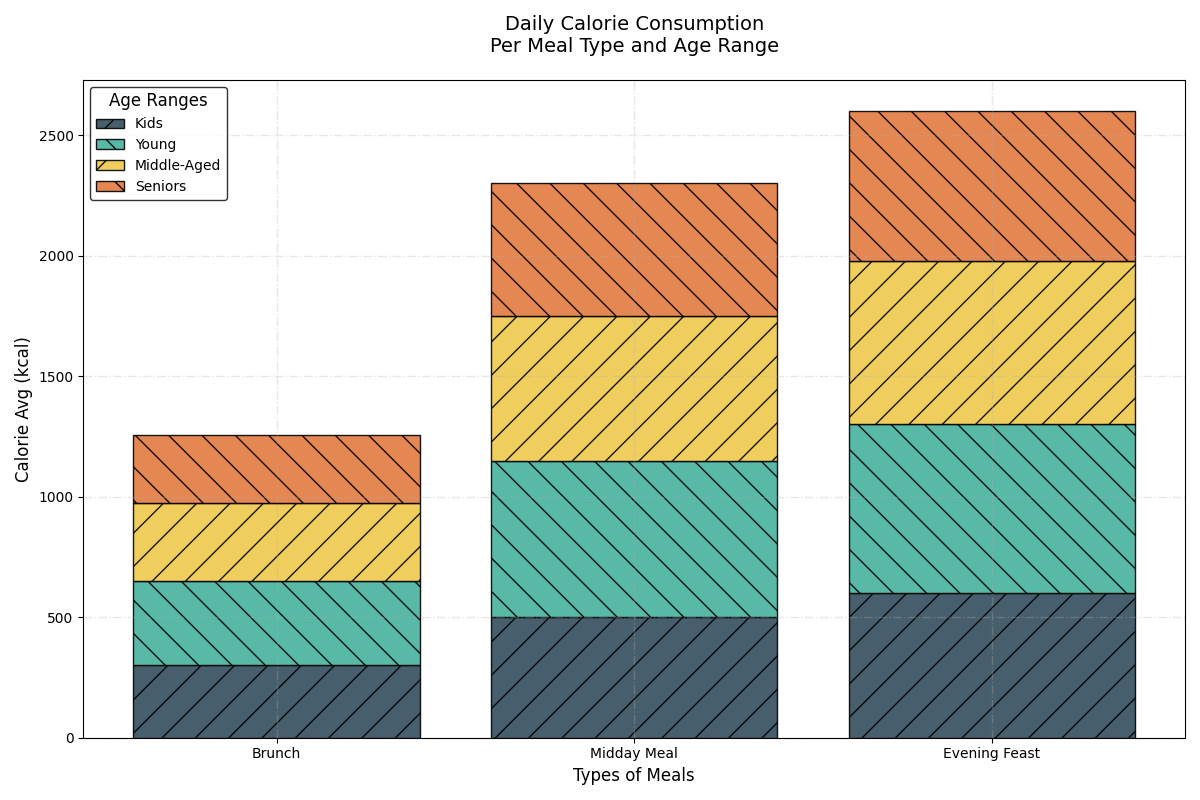 Daily Calorie Consumption
Per Meal Type and Age Range
Age Ranges
Kids
Young
Middle-Aged
Seniors
Calorie Avg (kcal)
2500
2000
1500
1000
500
0
Brunch
Midday Meal
Evening Feast
Types of Meals